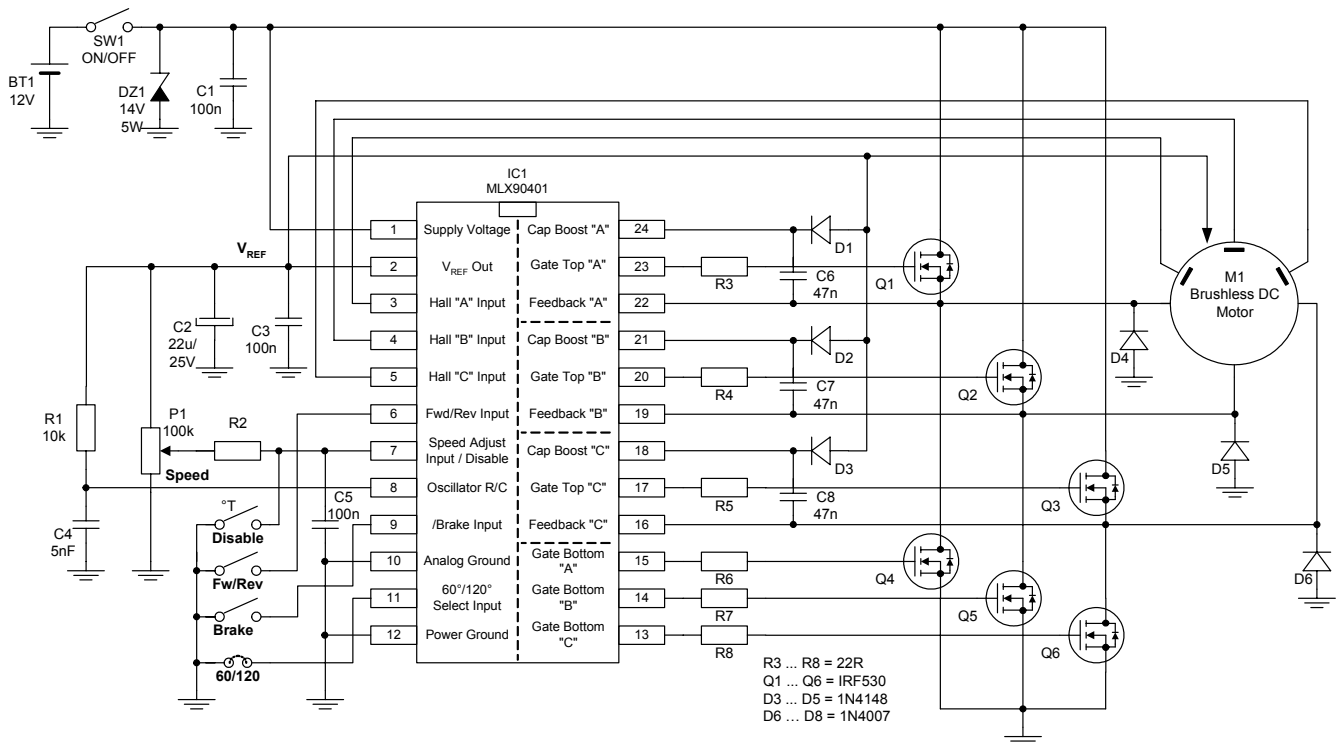 SW1
ON/OFF
BT1
12V
DZ1
14V
5W
C1
100n
IC1
MLX90401
1
Supply Voltage
Cap Boost "A"
24
D1
V_REF
2
V_REF Out
Gate Top "A"
23
R3
C6
47n
Q1
3
Hall "A" Input
Feedback "A"
22
M1
Brushless DC
Motor
C2
22u/
25V
C3
100n
4
Hall "B" Input
Cap Boost "B"
21
D2
D4
5
Hall "C" Input
Gate Top "B"
20
R4
C7
47n
Q2
6
Fwd/Rev Input
Feedback "B"
19
R1
10k
P1
100k
R2
Speed
7
Speed Adjust
Input / Disable
Cap Boost "C"
18
D3
D5
8
Oscillator R/C
Gate Top "C"
17
R5
C8
47n
Q3
C4
5nF
°T
Disable
C5
100n
9
/Brake Input
Feedback "C"
16
Fw/Rev
10
Analog Ground
Gate Bottom
"A"
15
R6
Q4
D6
Brake
11
60°/120°
Select Input
Gate Bottom
"B"
14
R7
Q5
60/120
12
Power Ground
Gate Bottom
"C"
13
R8
Q6
R3 ... R8 = 22R
Q1 ... Q6 = IRF530
D3 ... D5 = 1N4148
D6 ... D8 = 1N4007